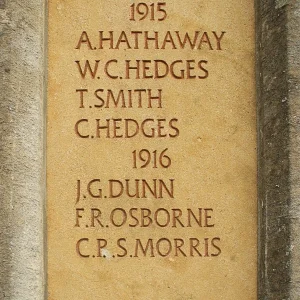 1915
A. HATHAWAY
W. C. HEDGES
T. SMITH
C. HEDGES
1916
J. G. DUNN
F. R. OSBORNE
C. P. S. MORRIS